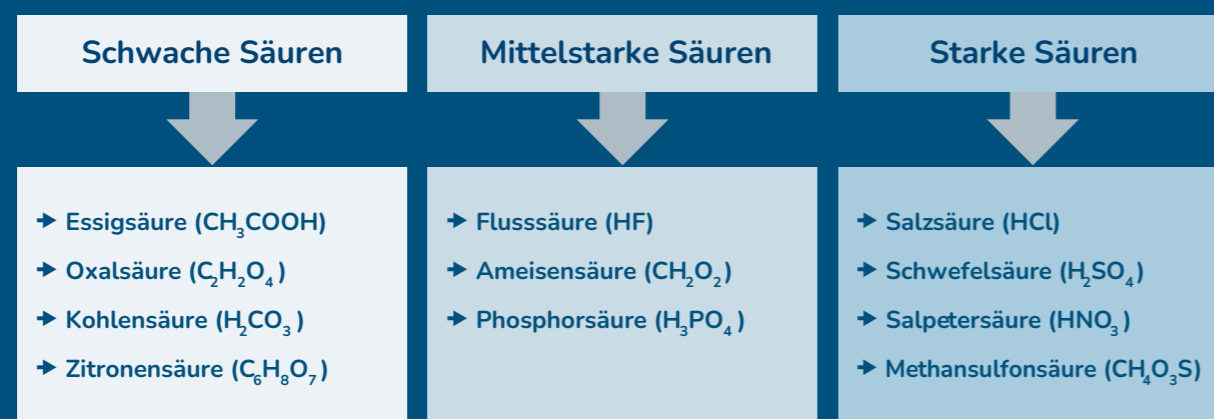 Schwache Säuren
Essigsäure (CH₃COOH)
Oxalsäure (C₂H₂O₄)
Kohlensäure (H₂CO₃)
Zitronensäure (C₆H₈O₇)
Mittelstarke Säuren
Flusssäure (HF)
Ameisensäure (CH₂O₂)
Phosphorsäure (H₃PO₄)
Starke Säuren
Salzsäure (HCl)
Schwefelsäure (H₂SO₄)
Salpetersäure (HNO₃)
Methansulfonsäure (CH₄O₃S)